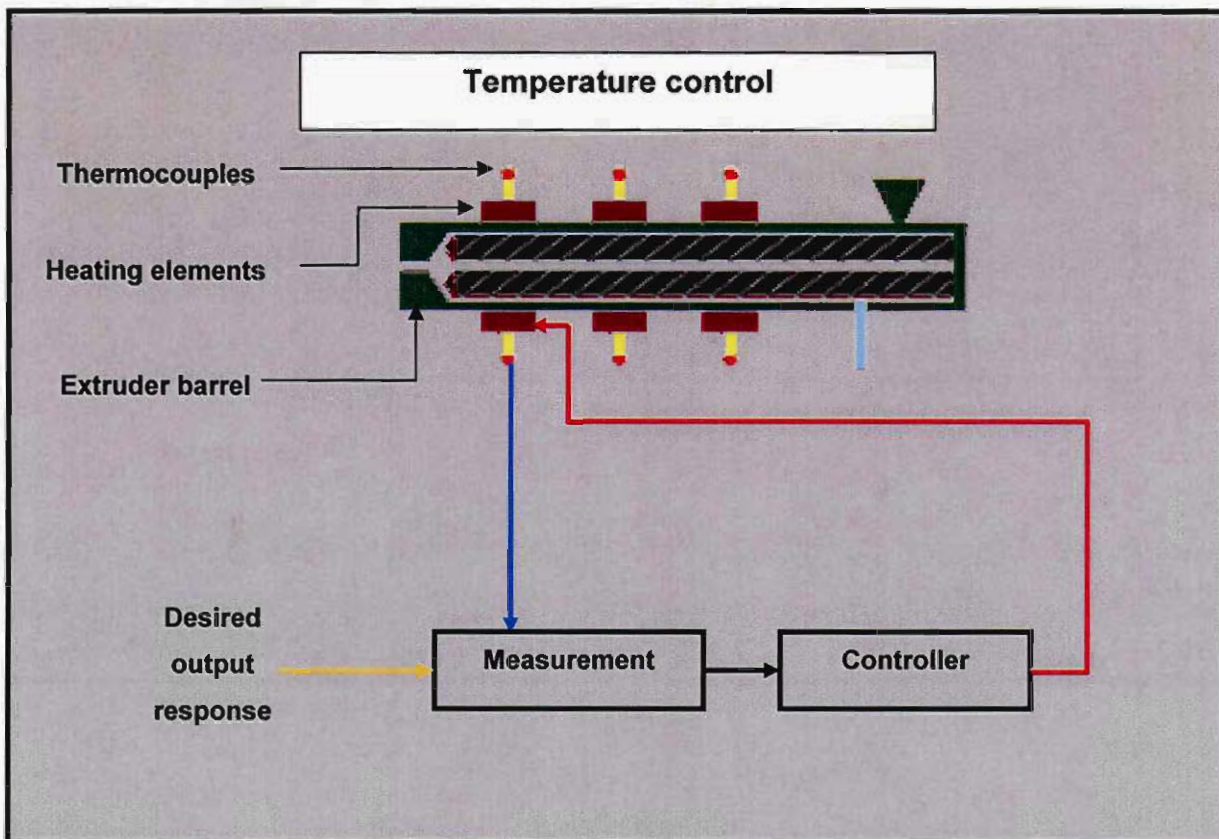 Temperature control
Thermocouples
Heating elements
Extruder barrel
Desired
output
response
Measurement
Controller